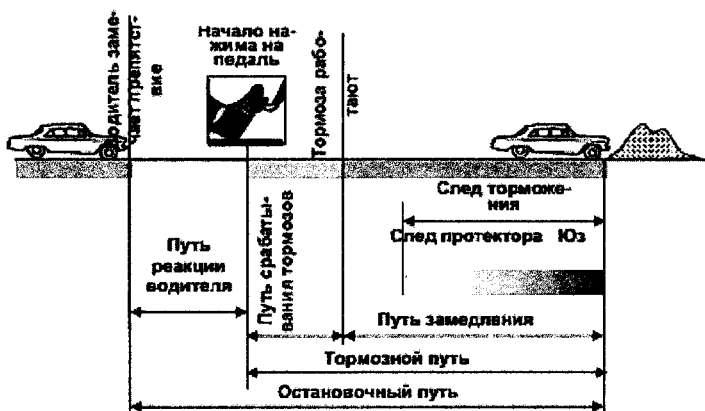 водитель заме-
чает препятст-
вие
Начало на-
жима на
педаль
Тормоза рабо-
тают
След торможе-
ния
След протектора Юз
Путь
реакции
водителя
Путь срабаты-
вания тормозов
Путь замедления
Тормозной путь
Остановочный путь